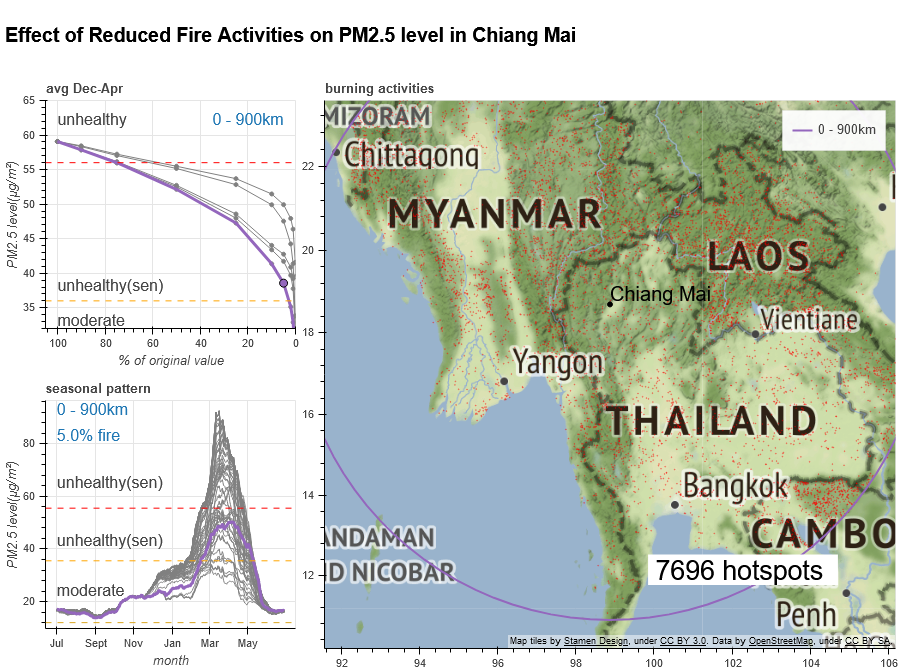 Effect of Reduced Fire Activities on PM2.5 level in Chiang Mai
avg Dec-Apr
65
60
55
50
45
40
35
PM2.5 level(µg/m²)
unhealthy
0 - 900km
unhealthy(sen)
moderate
100
80
60
40
20
0
% of original value
seasonal pattern
0 - 900km
5.0% fire
80
60
40
20
PM2.5 level(µg/m²)
unhealthy(sen)
unhealthy(sen)
moderate
Jul
Sept
Nov
Jan
Mar
May
month
burning activities
0 - 900km
MIZORAM
Chittagong
MYANMAR
LAOS
Chiang Mai
Vientiane
Yangon
THAILAND
Bangkok
CAMBO
ANDAMAN
D NICOBAR
7696 hotspots
Penh
Map tiles by Stamen Design, under CC BY 3.0. Data by OpenStreetMap, under CC BY SA
22
20
18
16
14
12
92
94
96
98
100
102
104
106